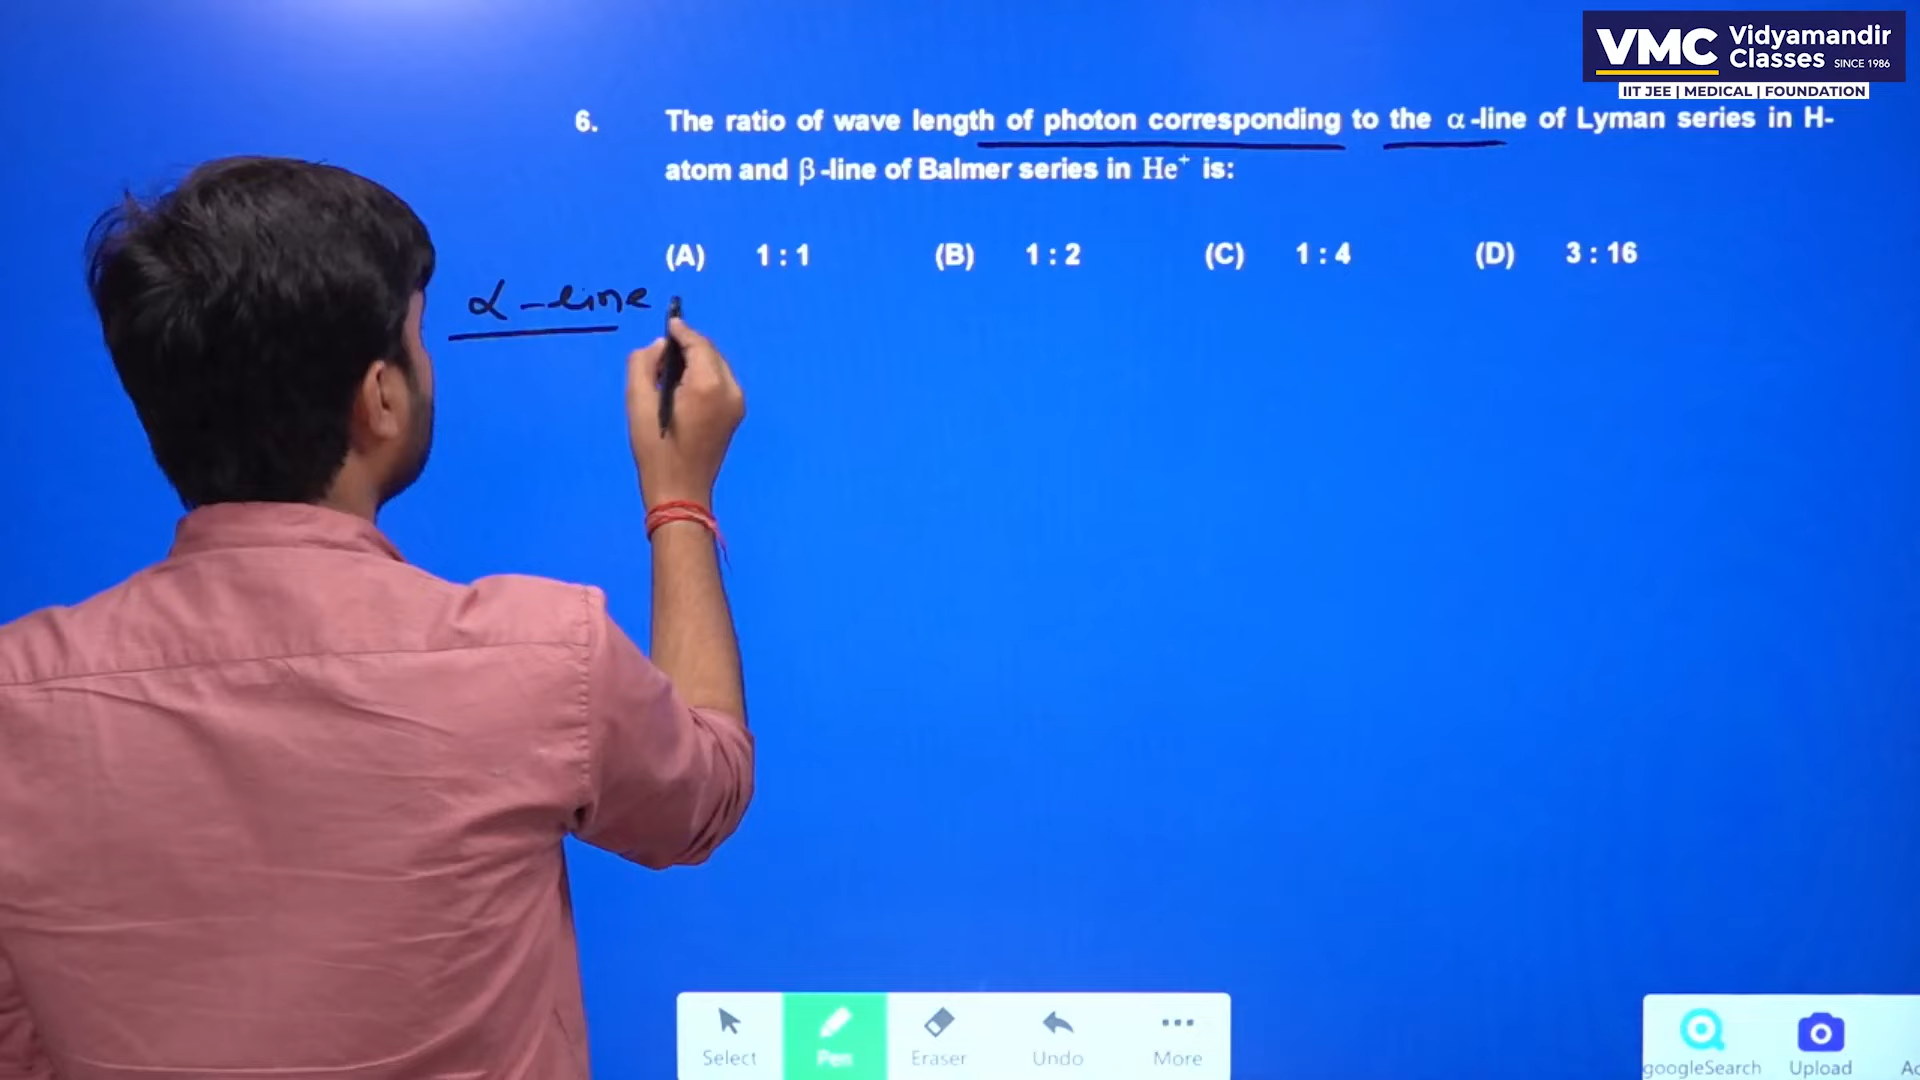 VMC Vidyamandir Classes SINCE 1986
IIT JEE | MEDICAL | FOUNDATION
6. The ratio of wave length of photon corresponding to the α-line of Lyman series in H-
atom and β-line of Balmer series in He⁺ is:
(A) 1 : 1 (B) 1 : 2 (C) 1 : 4 (D) 3 : 16
α-line
Select Pen Eraser Undo More
googleSearch Upload Ac